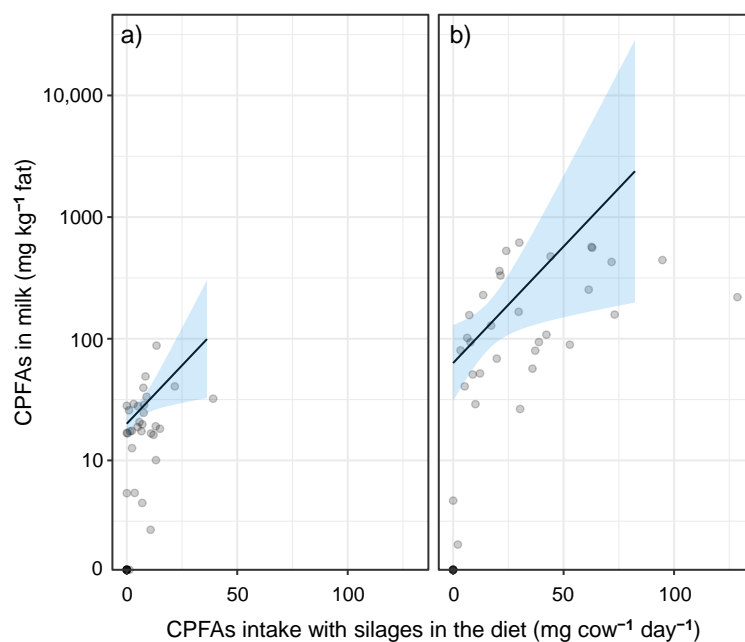 a) b)
10,000
1000
100
10
0
CPFAs in milk (mg kg⁻¹ fat)
0 50 100 0 50 100
CPFAs intake with silages in the diet (mg cow⁻¹ day⁻¹)